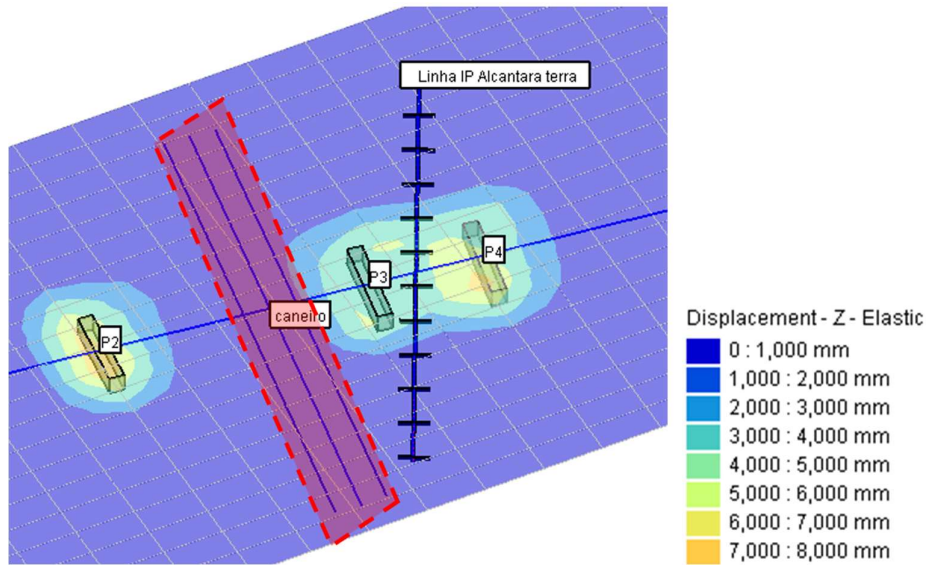 Linha IP Alcantara terra
P4
P3
caneiro
P2
Displacement - Z - Elastic
0 : 1,000 mm
1,000 : 2,000 mm
2,000 : 3,000 mm
3,000 : 4,000 mm
4,000 : 5,000 mm
5,000 : 6,000 mm
6,000 : 7,000 mm
7,000 : 8,000 mm